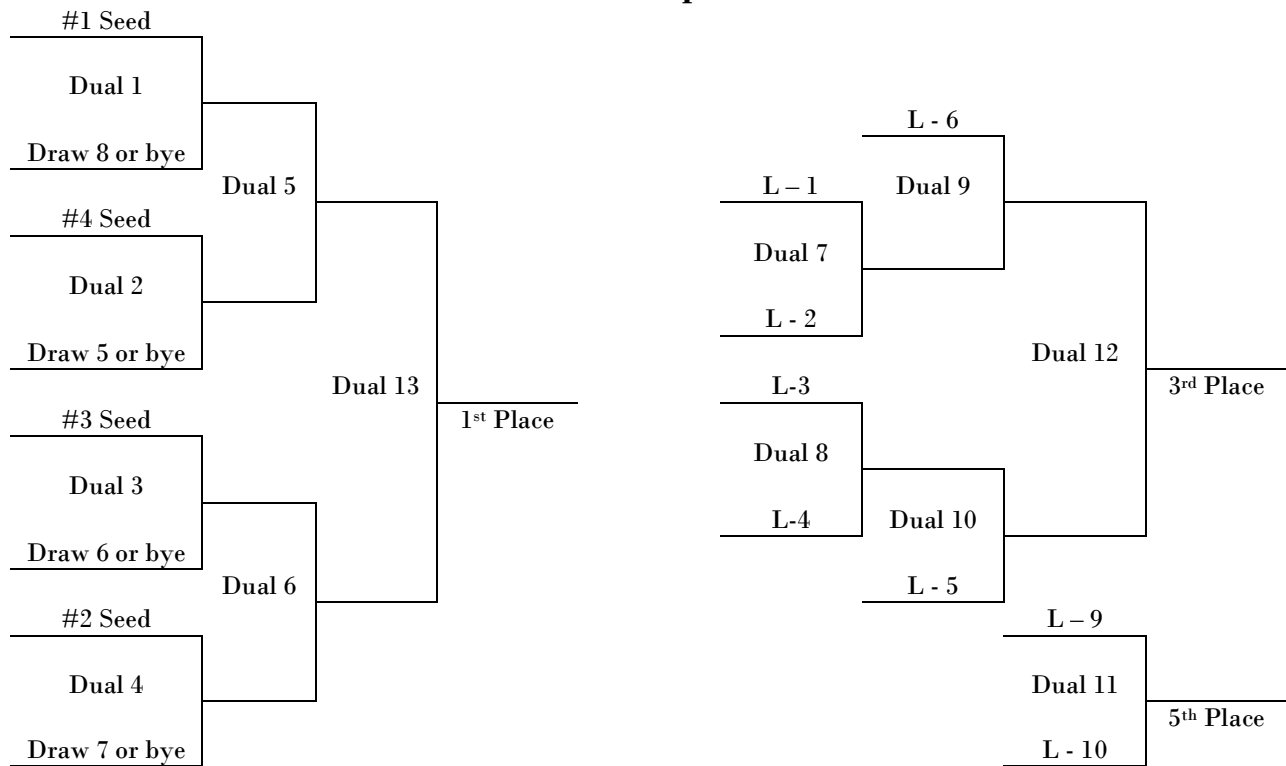 #1 Seed
Dual 1
Draw 8 or bye
Dual 5
#4 Seed
Dual 2
Draw 5 or bye
Dual 13
1st Place
#3 Seed
Dual 3
Draw 6 or bye
Dual 6
#2 Seed
Dual 4
Draw 7 or bye
L - 6
L – 1
Dual 9
Dual 7
L - 2
Dual 12
3rd Place
L-3
Dual 8
L-4
Dual 10
L - 5
L – 9
Dual 11
5th Place
L - 10